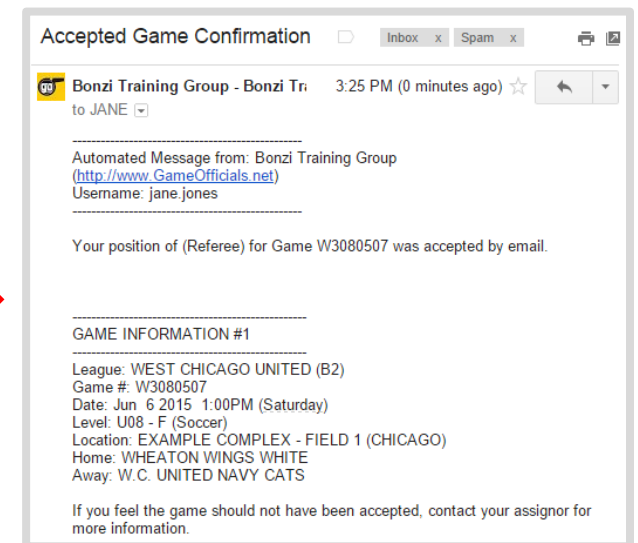 Accepted Game Confirmation Inbox x Spam x
Bonzi Training Group - Bonzi Tra 3:25 PM (0 minutes ago)
to JANE
----------------------------------------------
Automated Message from: Bonzi Training Group
(http://www.GameOfficials.net)
Username: jane.jones
----------------------------------------------
Your position of (Referee) for Game W3080507 was accepted by email.
----------------------------------------------
GAME INFORMATION #1
----------------------------------------------
League: WEST CHICAGO UNITED (B2)
Game #: W3080507
Date: Jun 6 2015 1:00PM (Saturday)
Level: U08 - F (Soccer)
Location: EXAMPLE COMPLEX - FIELD 1 (CHICAGO)
Home: WHEATON WINGS WHITE
Away: W.C. UNITED NAVY CATS
If you feel the game should not have been accepted, contact your assignor for
more information.